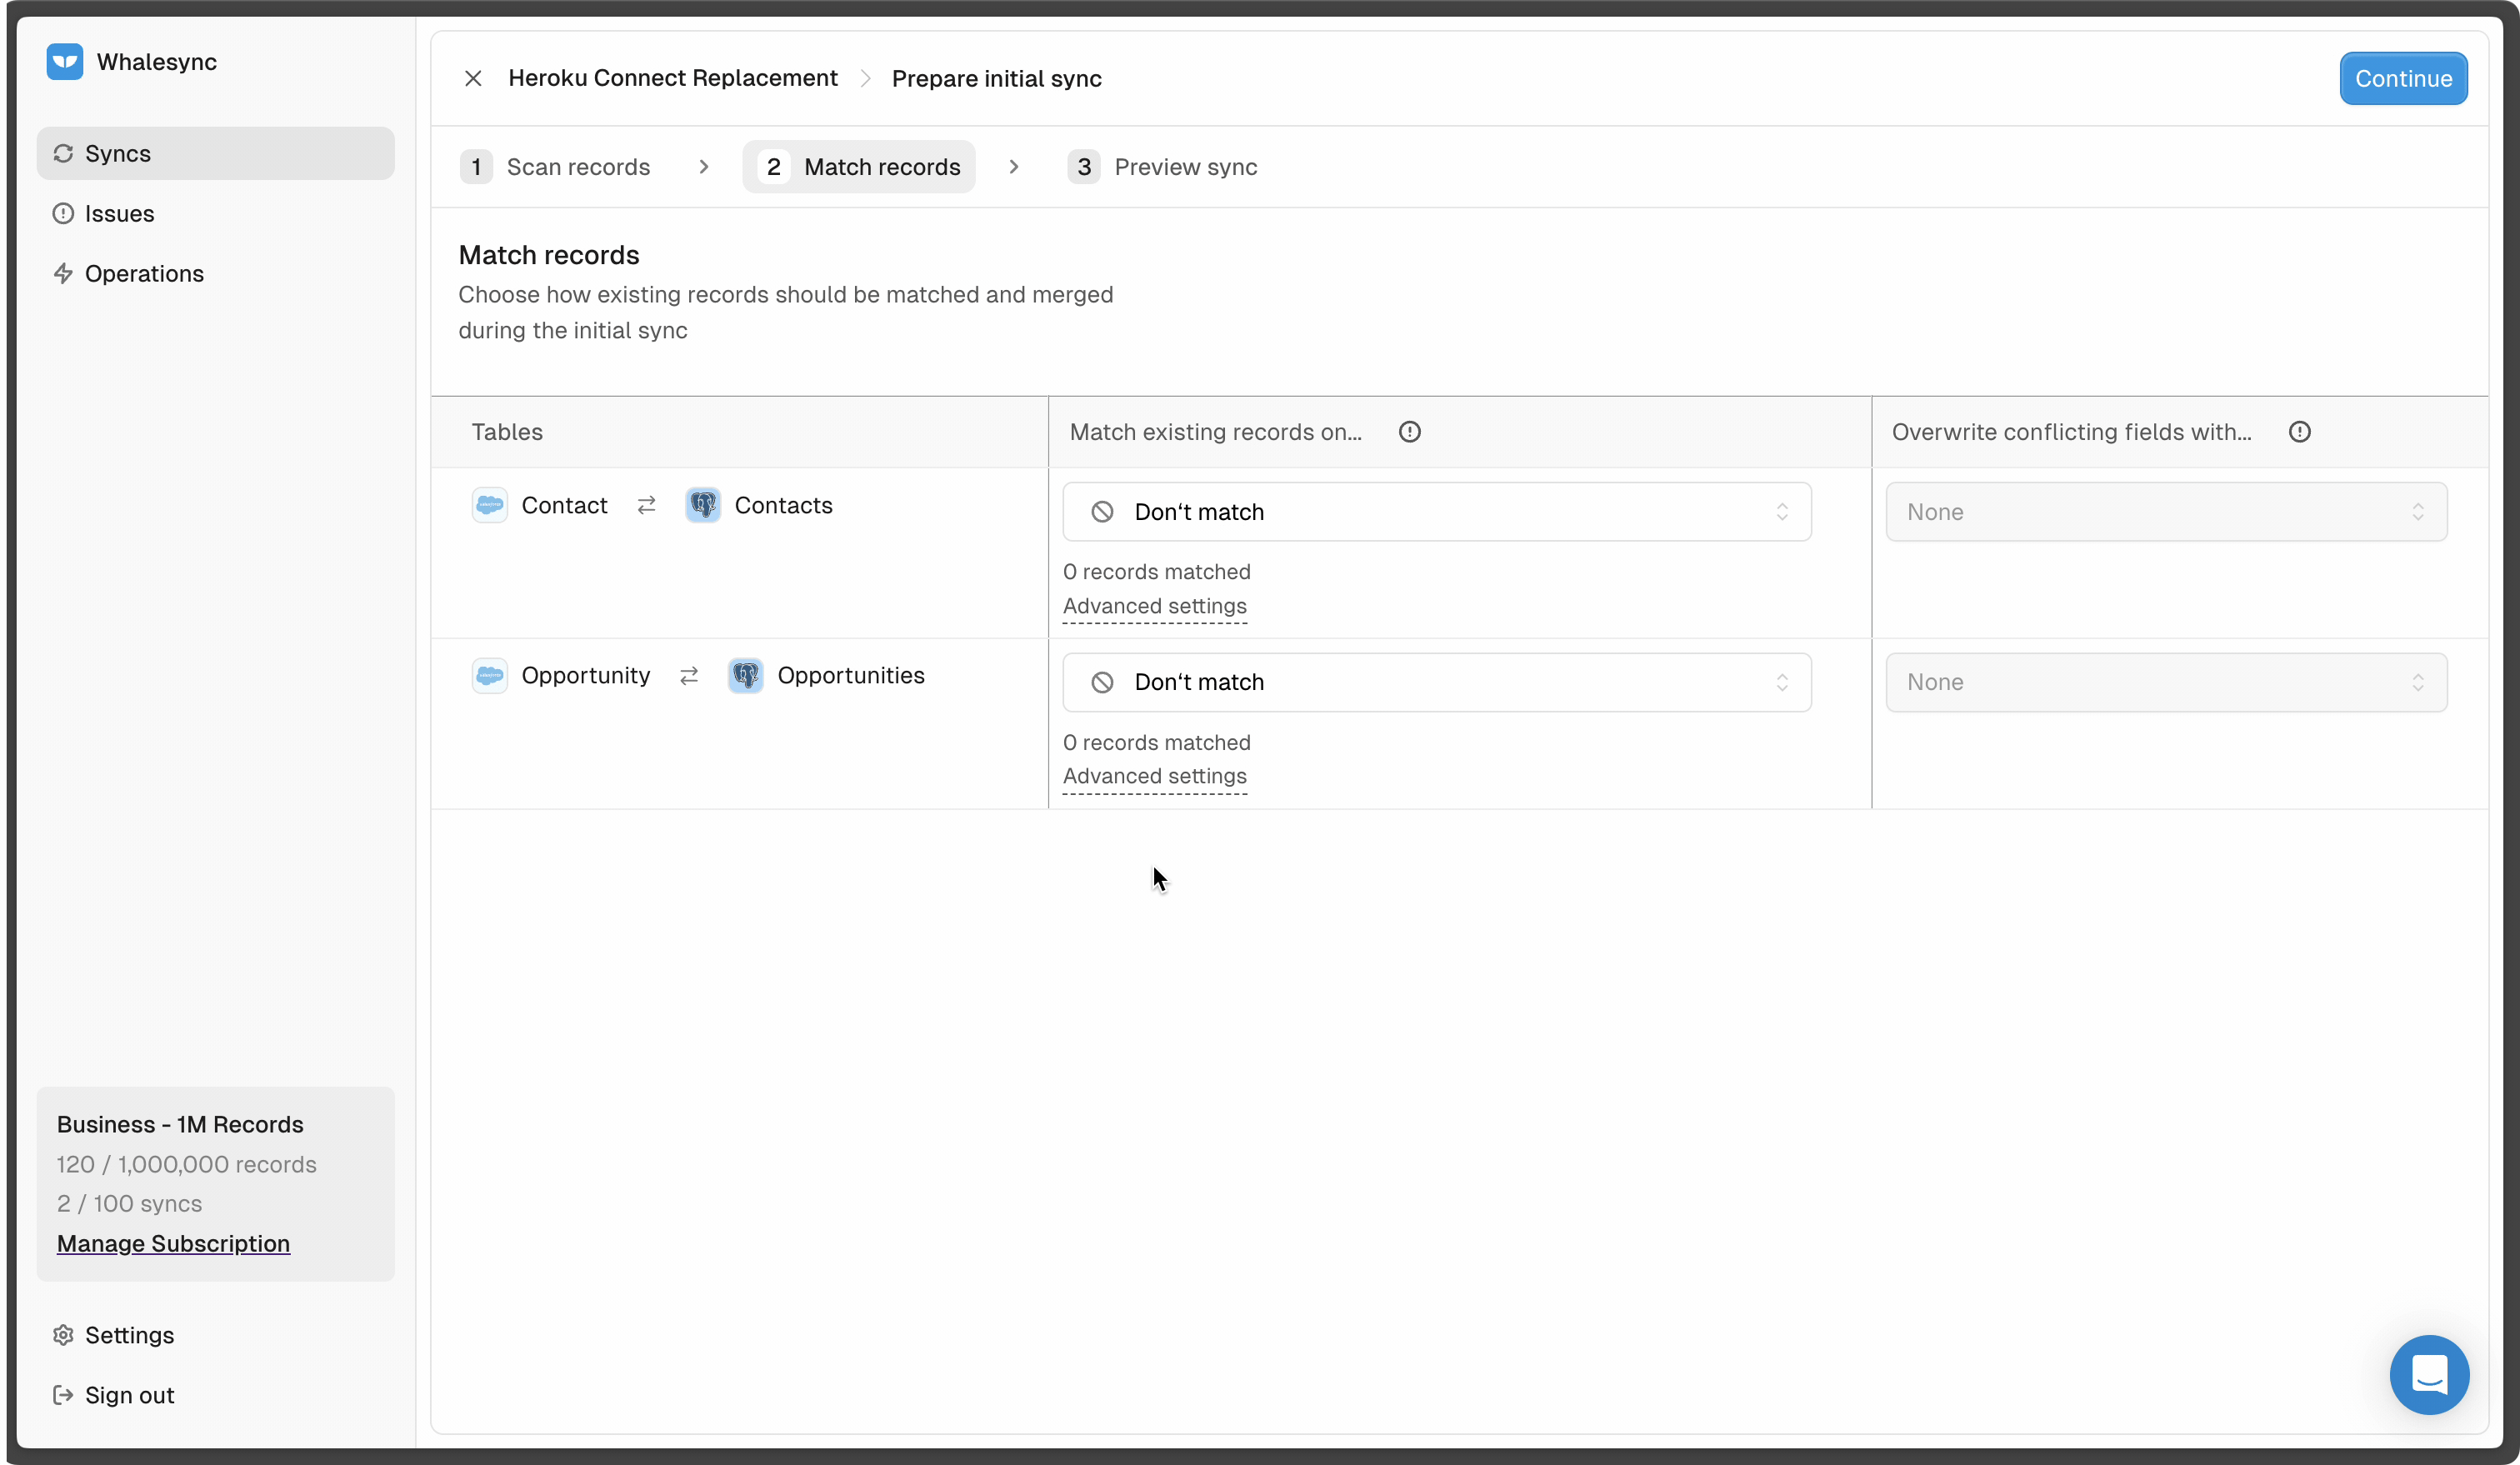 Whalesync
Syncs
Issues
Operations
Heroku Connect Replacement
Prepare initial sync
Continue
1 Scan records
2 Match records
3 Preview sync
Match records
Choose how existing records should be matched and merged
during the initial sync
Tables
Match existing records on...
Overwrite conflicting fields with...
Contact
Contacts
Don‘t match
None
0 records matched
Advanced settings
Opportunity
Opportunities
Don‘t match
None
0 records matched
Advanced settings
Business - 1M Records
120 / 1,000,000 records
2 / 100 syncs
Manage Subscription
Settings
Sign out